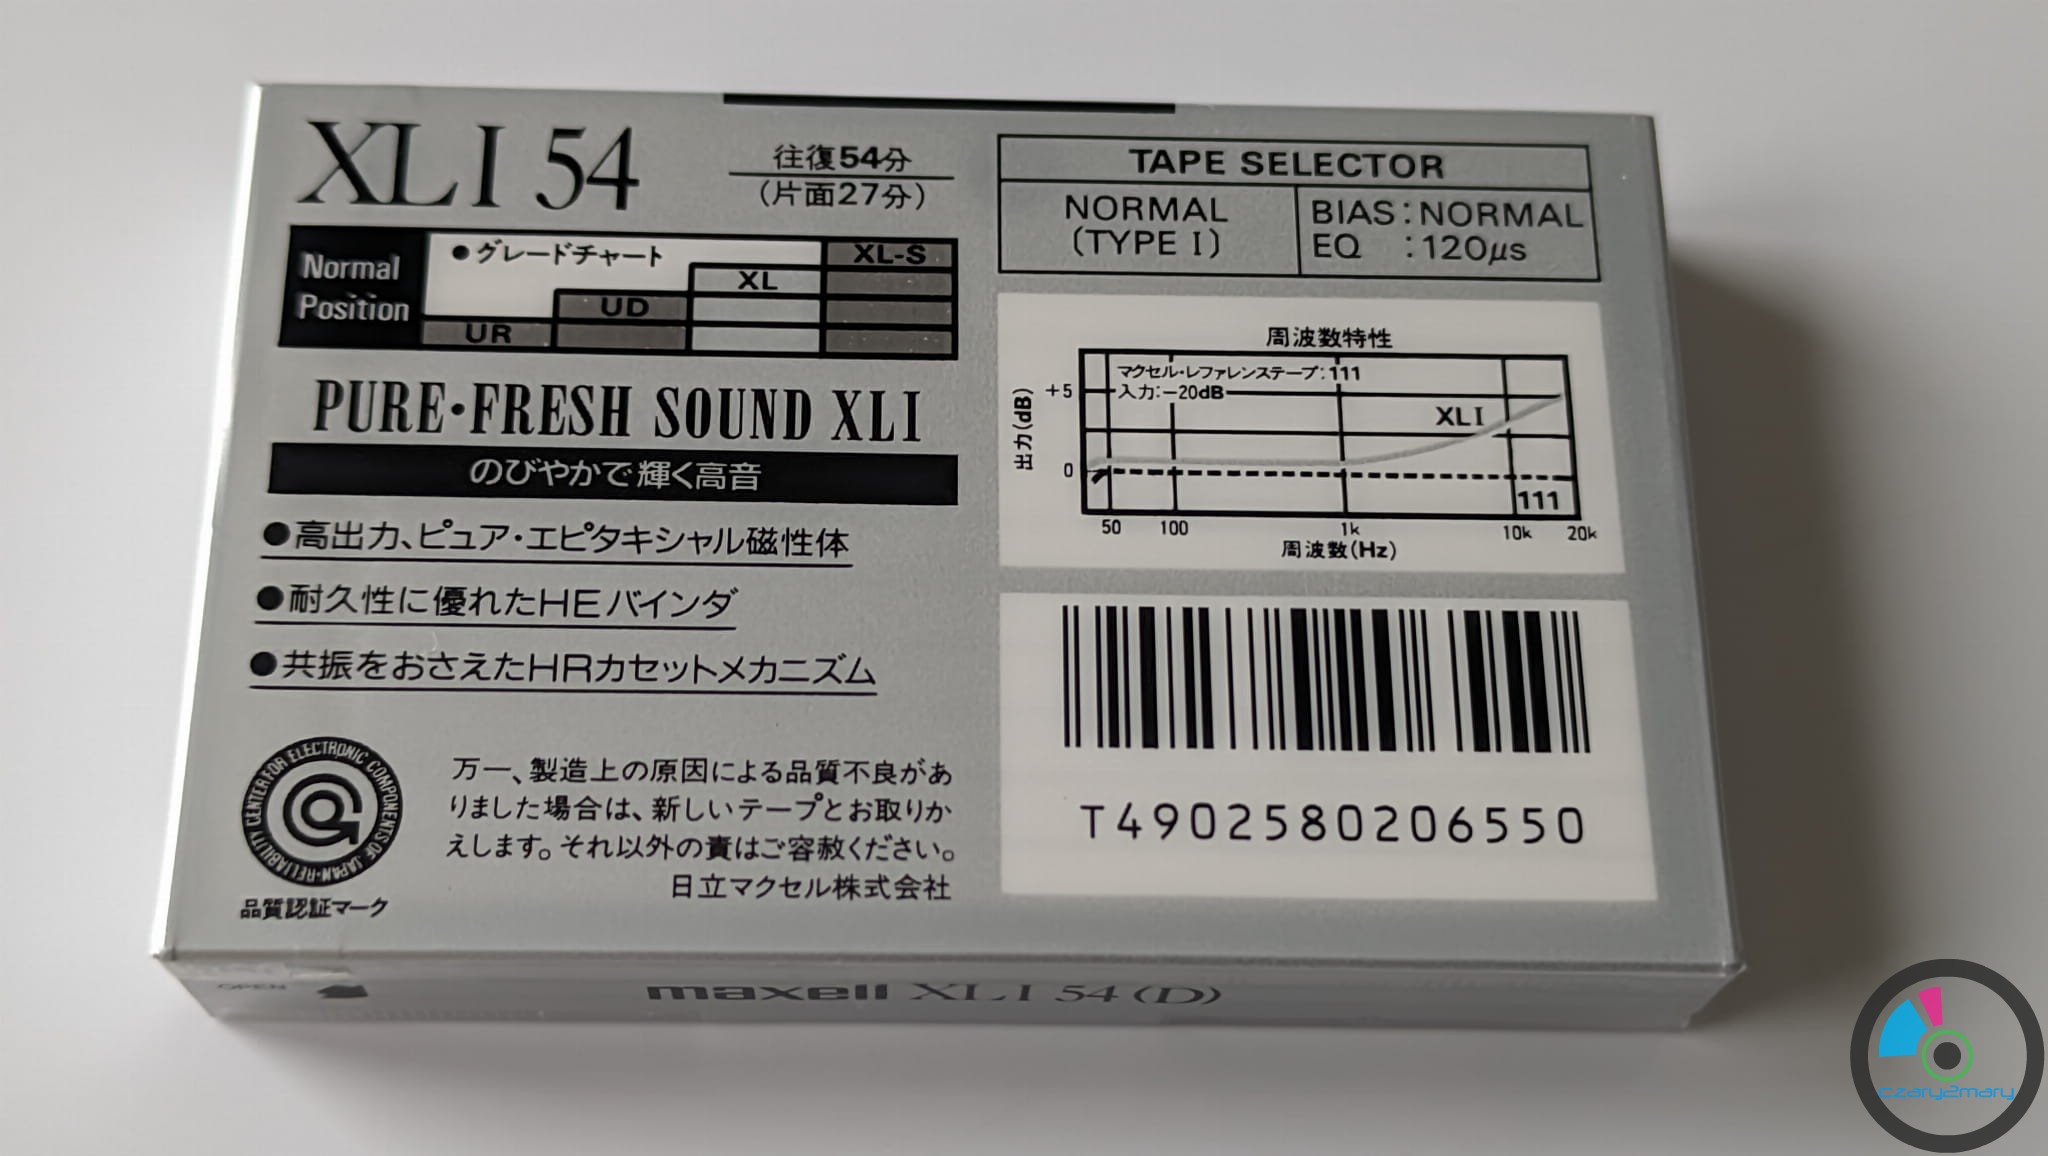 XL I 54
往復54分
(片面27分)
Normal
Position
●グレードチャート
XL-S
XL
UD
UR
PURE・FRESH SOUND XLI
のびやかで輝く高音
●高出力、ピュア・エピタキシャル磁性体
●耐久性に優れたHEバインダ
●共振をおさえたHRカセットメカニズム
CENTER FOR ELECTRONIC COMPONENTS OF JAPAN・RELIABILITY
品質認証マーク
万一、製造上の原因による品質不良があ
りました場合は、新しいテープとお取りか
えします。それ以外の責はご容赦ください。
日立マクセル株式会社
TAPE SELECTOR
NORMAL
(TYPE I)
BIAS:NORMAL
EQ :120μs
周波数特性
マクセル・レファレンステープ:111
入力:−20dB
出力(dB)
+5
0
XLI
111
50 100 1k 10k 20k
周波数(Hz)
T4902580206550
OPEN
maxell XL I 54 (D)
czary2mary